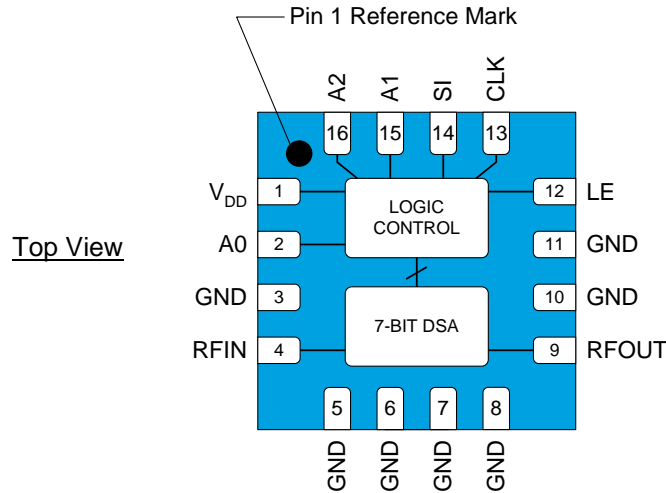 Pin 1 Reference Mark
A2 A1 SI CLK
16 15 14 13
V_DD 1 12 LE
LOGIC
CONTROL
Top View
A0 2 11 GND
GND 3 10 GND
7-BIT DSA
RFIN 4 9 RFOUT
5 6 7 8
GND GND GND GND